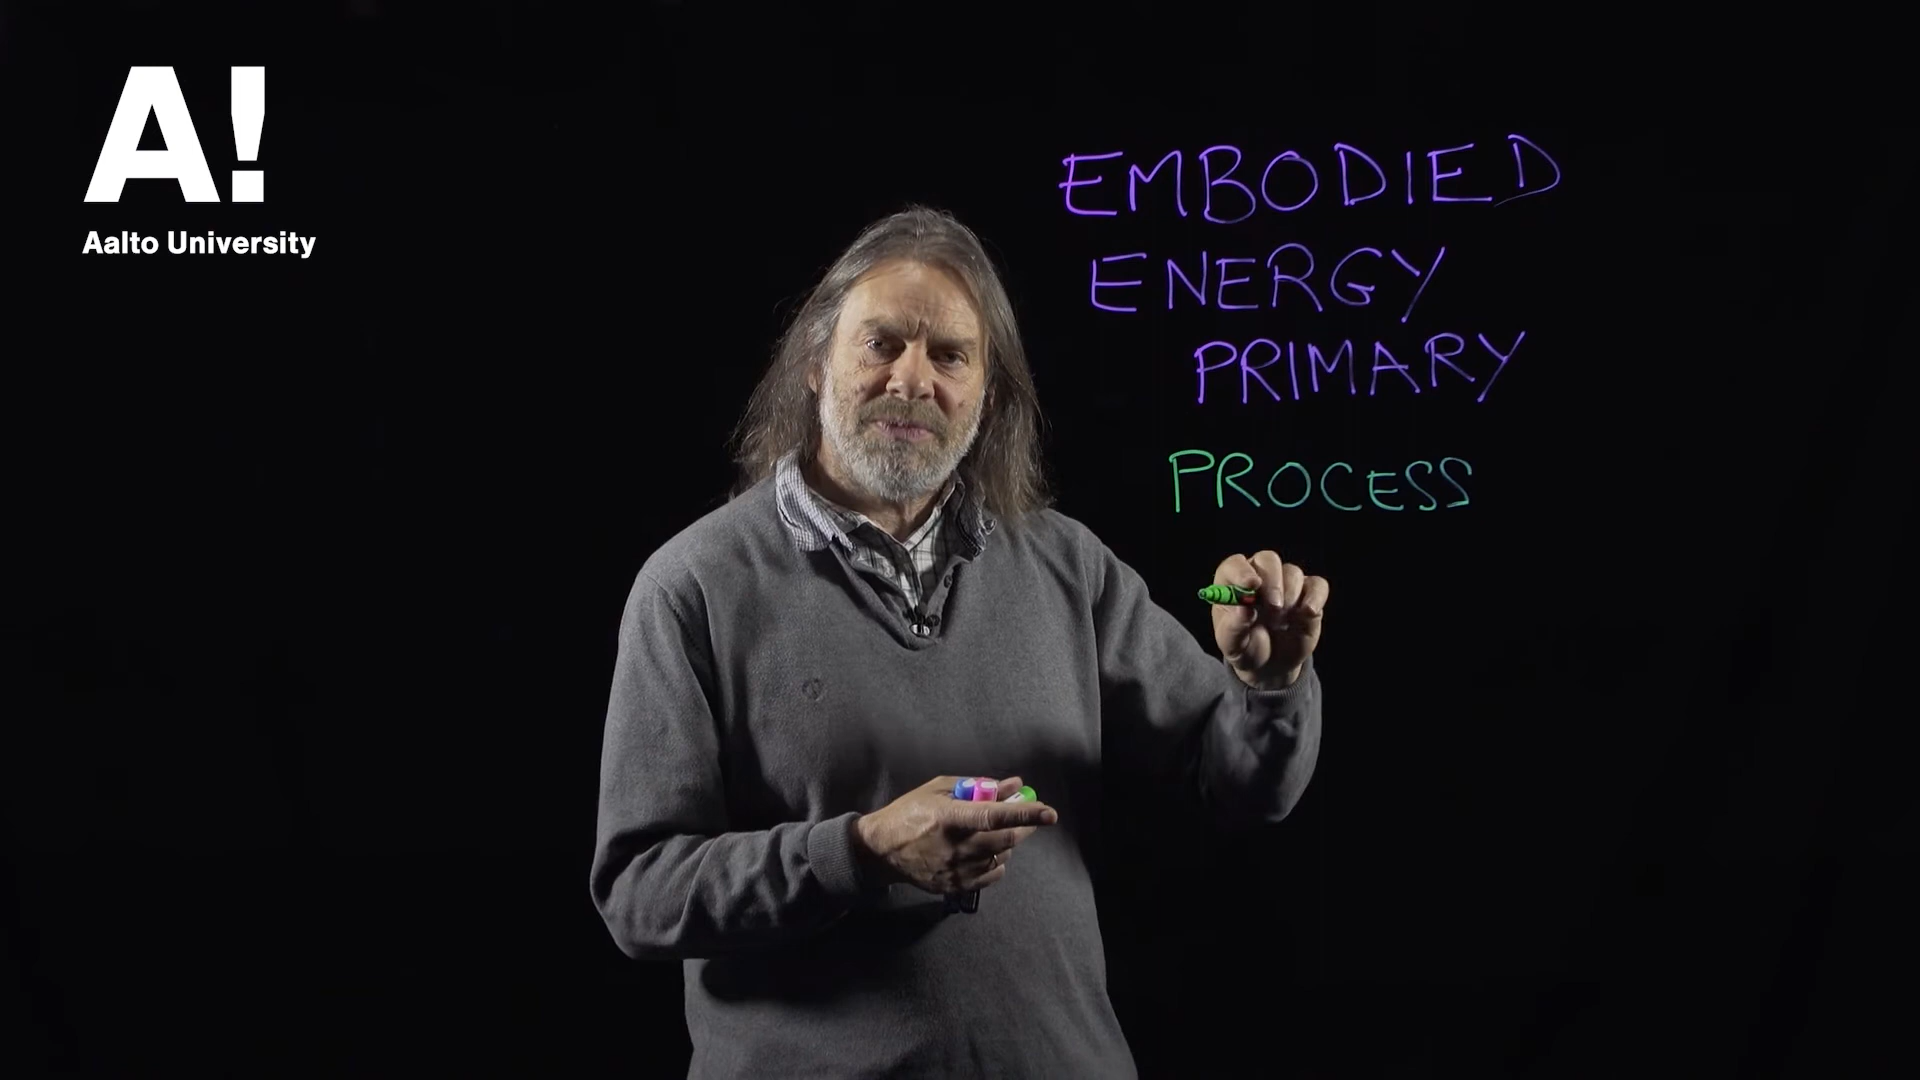 A!
Aalto University
EMBODIED
ENERGY
PRIMARY
PROCESS